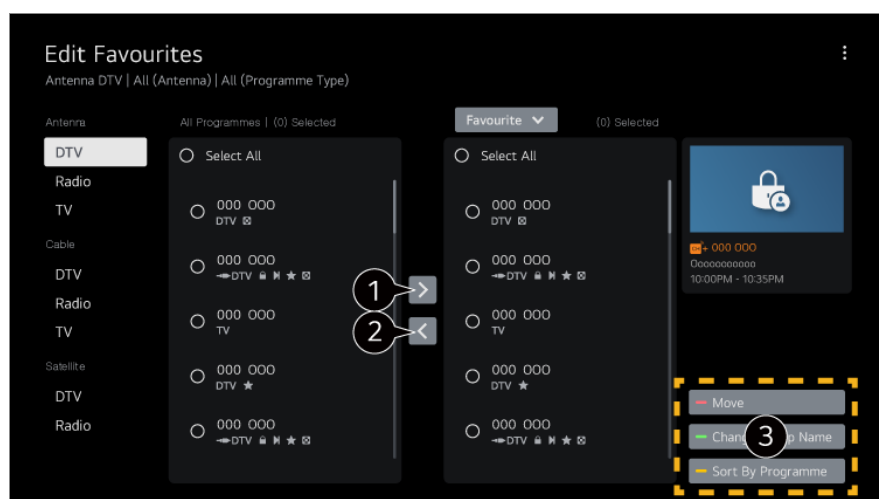 Edit Favourites
Antenna DTV | All (Antenna) | All (Programme Type)
Antenna
DTV
Radio
TV
Cable
DTV
Radio
TV
Satellite
DTV
Radio
All Programmes | (0) Selected
Select All
000 000
DTV
000 000
DTV
000 000
TV
000 000
DTV
000 000
DTV
1
2
Favourite
(0) Selected
Select All
000 000
DTV
000 000
DTV
000 000
TV
000 000
DTV
000 000
DTV
CH+ 000 000
Ooooooooooo
10:00PM - 10:35PM
Move
3
Name
Sort By Programme